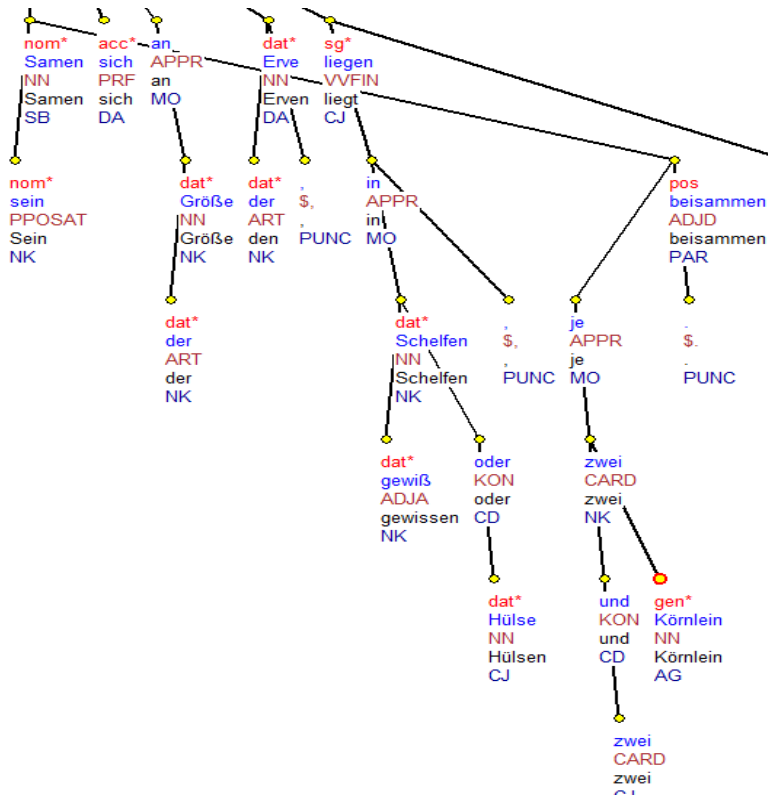 nom*
Samen
NN
Samen
SB
acc*
sich
PRF
sich
DA
an
APPR
an
MO
dat*
Erve
NN
Erven
DA
sg*
liegen
VVFIN
liegt
CJ
nom*
sein
PPOSAT
Sein
NK
dat*
Größe
NN
Größe
NK
dat*
der
ART
den
NK
,
$,
,
PUNC
in
APPR
in
MO
pos
beisammen
ADJD
beisammen
PAR
dat*
der
ART
der
NK
dat*
Schelfen
NN
Schelfen
NK
,
$,
,
PUNC
je
APPR
je
MO
.
$.
.
PUNC
dat*
gewiß
ADJA
gewissen
NK
oder
KON
oder
CD
zwei
CARD
zwei
NK
dat*
Hülse
NN
Hülsen
CJ
und
KON
und
CD
gen*
Körnlein
NN
Körnlein
AG
zwei
CARD
zwei